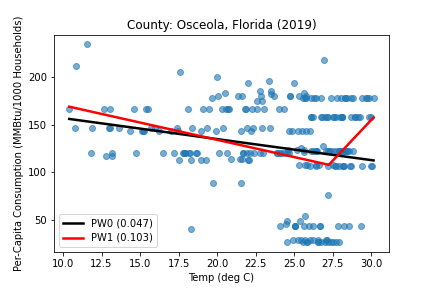 County: Osceola, Florida (2019)
Per-Capita Consumption (MMBtu/1000 Households)
200
150
100
50
PW0 (0.047)
PW1 (0.103)
10.0 12.5 15.0 17.5 20.0 22.5 25.0 27.5 30.0
Temp (deg C)